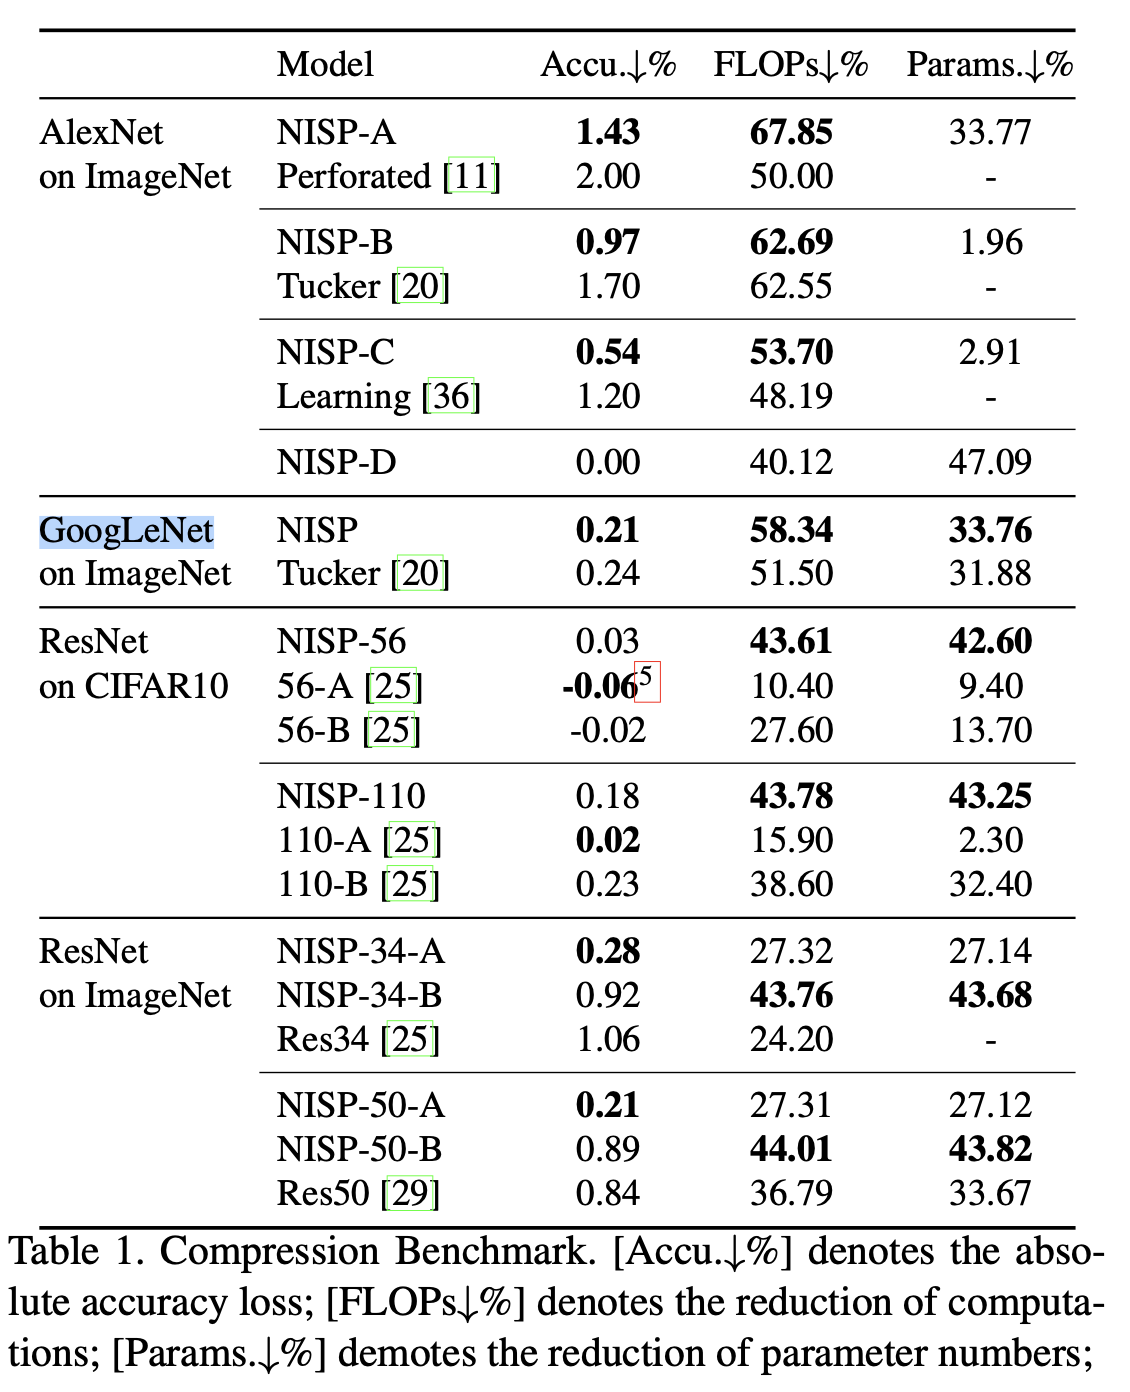 Model Accu.↓% FLOPs↓% Params.↓%
AlexNet NISP-A 1.43 67.85 33.77
on ImageNet Perforated [11] 2.00 50.00 -
NISP-B 0.97 62.69 1.96
Tucker [20] 1.70 62.55 -
NISP-C 0.54 53.70 2.91
Learning [36] 1.20 48.19 -
NISP-D 0.00 40.12 47.09
GoogLeNet NISP 0.21 58.34 33.76
on ImageNet Tucker [20] 0.24 51.50 31.88
ResNet NISP-56 0.03 43.61 42.60
on CIFAR10 56-A [25] -0.06⁵ 10.40 9.40
56-B [25] -0.02 27.60 13.70
NISP-110 0.18 43.78 43.25
110-A [25] 0.02 15.90 2.30
110-B [25] 0.23 38.60 32.40
ResNet NISP-34-A 0.28 27.32 27.14
on ImageNet NISP-34-B 0.92 43.76 43.68
Res34 [25] 1.06 24.20 -
NISP-50-A 0.21 27.31 27.12
NISP-50-B 0.89 44.01 43.82
Res50 [29] 0.84 36.79 33.67
Table 1. Compression Benchmark. [Accu.↓%] denotes the abso-
lute accuracy loss; [FLOPs↓%] denotes the reduction of computa-
tions; [Params.↓%] demotes the reduction of parameter numbers;